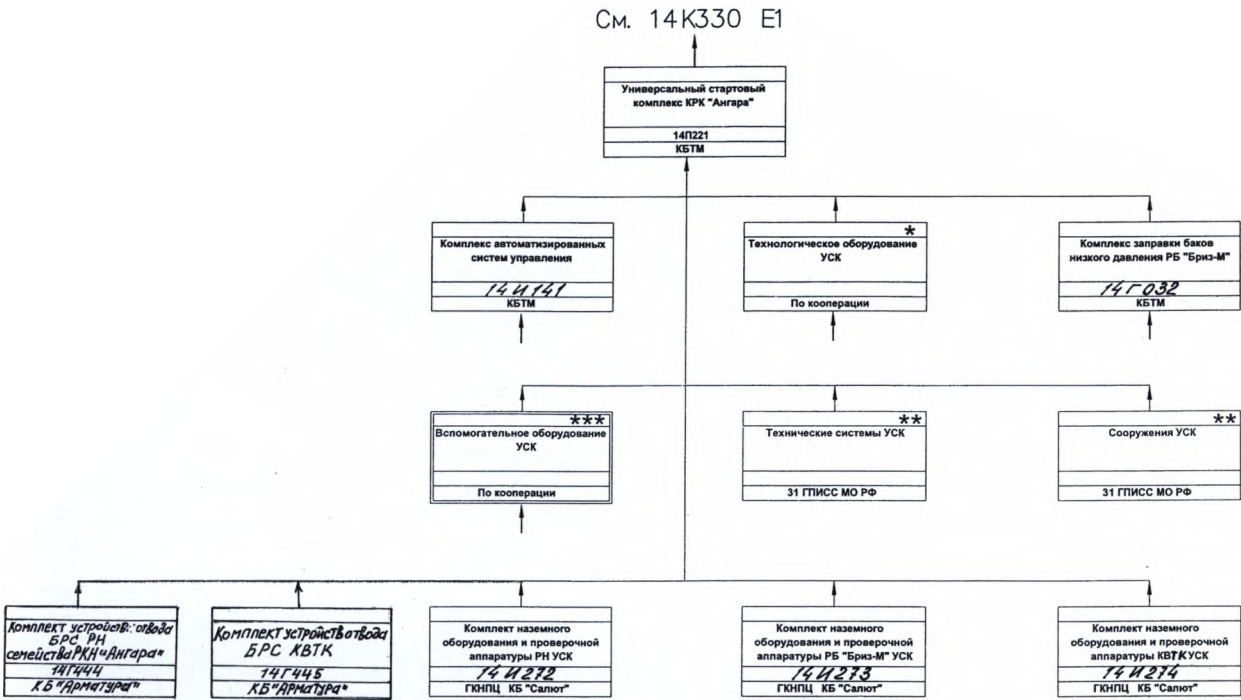 См. 14К330 Е1
Универсальный стартовый
комплекс КРК "Ангара"
14П221
КБТМ
Комплекс автоматизированных
систем управления
14И141
КБТМ
*
Технологическое оборудование
УСК
По кооперации
Комплекс заправки баков
низкого давления РБ "Бриз-М"
14Г032
КБТМ
***
Вспомогательное оборудование
УСК
По кооперации
**
Технические системы УСК
31 ГПИСС МО РФ
**
Сооружения УСК
31 ГПИСС МО РФ
Комплект устройств отвода
БРС РН
семейства РКН "Ангара"
14Г444
КБ "Арматура"
Комплект устройств отвода
БРС КВТК
14Г445
КБ "Арматура"
Комплект наземного
оборудования и проверочной
аппаратуры РН УСК
14И272
ГКНПЦ КБ "Салют"
Комплект наземного
оборудования и проверочной
аппаратуры РБ "Бриз-М" УСК
14И273
ГКНПЦ КБ "Салют"
Комплект наземного
оборудования и проверочной
аппаратуры КВТК УСК
14И274
ГКНПЦ КБ "Салют"